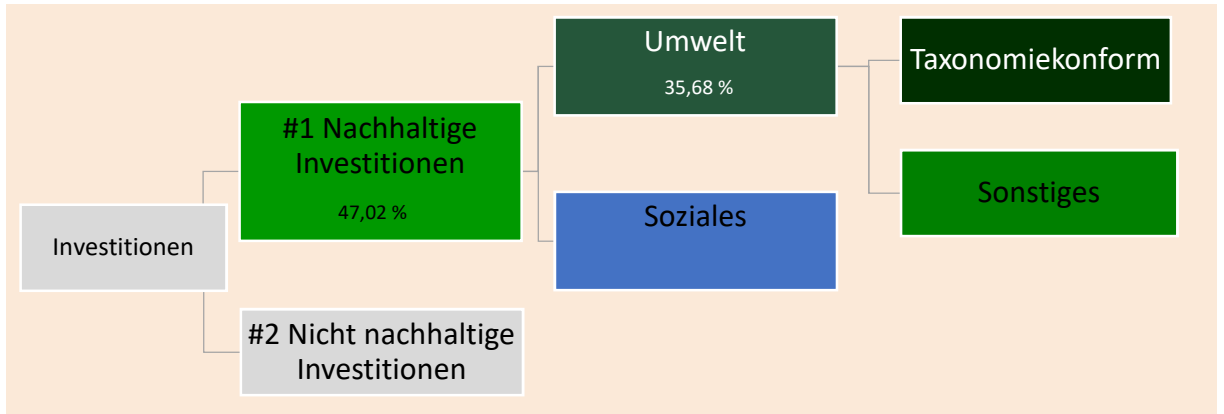 Investitionen
#1 Nachhaltige
Investitionen
47,02 %
#2 Nicht nachhaltige
Investitionen
Umwelt
35,68 %
Soziales
Taxonomiekonform
Sonstiges